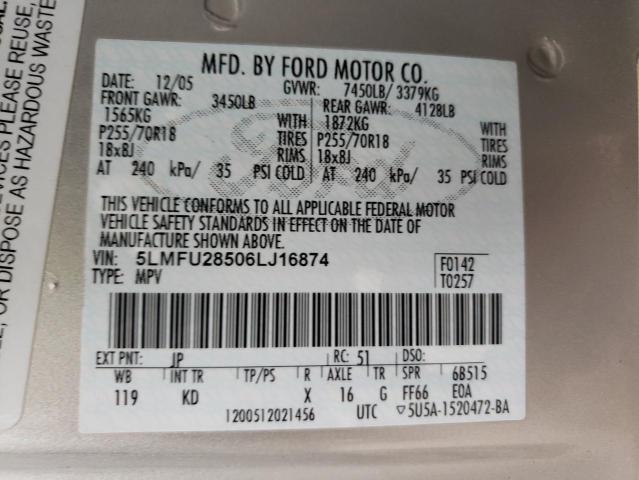 MFD. BY FORD MOTOR CO.
DATE: 12/05 GVWR: 7450LB/ 3379KG
FRONT GAWR: 3450LB REAR GAWR: 4128LB
1565KG WITH 1872KG WITH
P255/70R18 TIRES P255/70R18 TIRES
18x8J RIMS 18x8J RIMS
AT 240 kPa/ 35 PSI COLD AT 240 kPa/ 35 PSI COLD
Ford
THIS VEHICLE CONFORMS TO ALL APPLICABLE FEDERAL MOTOR
VEHICLE SAFETY STANDARDS IN EFFECT ON THE DATE OF
MANUFACTURE SHOWN ABOVE.
VIN: 5LMFU28506LJ16874 F0142
TYPE: MPV T0257
EXT PNT: JP RC: 51 DSO:
WB INT TR TP/PS R AXLE TR SPR 6B515
119 KD X 16 G FF66 E0A
1200512021456 UTC ▽5U5A-1520472-BA
PLEASE REUSE,
AS HAZARDOUS WASTE
OR DISPOSE